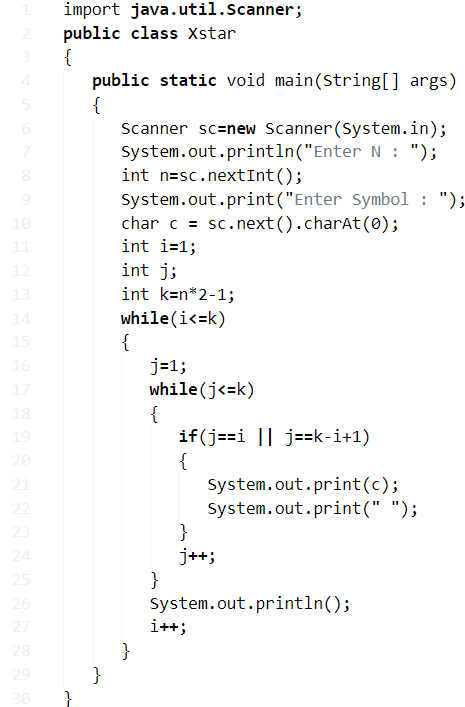 1 import java.util.Scanner;
2 public class Xstar
3 {
4 public static void main(String[] args)
5 {
6 Scanner sc=new Scanner(System.in);
7 System.out.println("Enter N : ");
8 int n=sc.nextInt();
9 System.out.print("Enter Symbol : ");
10 char c = sc.next().charAt(0);
11 int i=1;
12 int j;
13 int k=n*2-1;
14 while(i<=k)
15 {
16 j=1;
17 while(j<=k)
18 {
19 if(j==i || j==k-i+1)
20 {
21 System.out.print(c);
22 System.out.print(" ");
23 }
24 j++;
25 }
26 System.out.println();
27 i++;
28 }
29 }
30 }